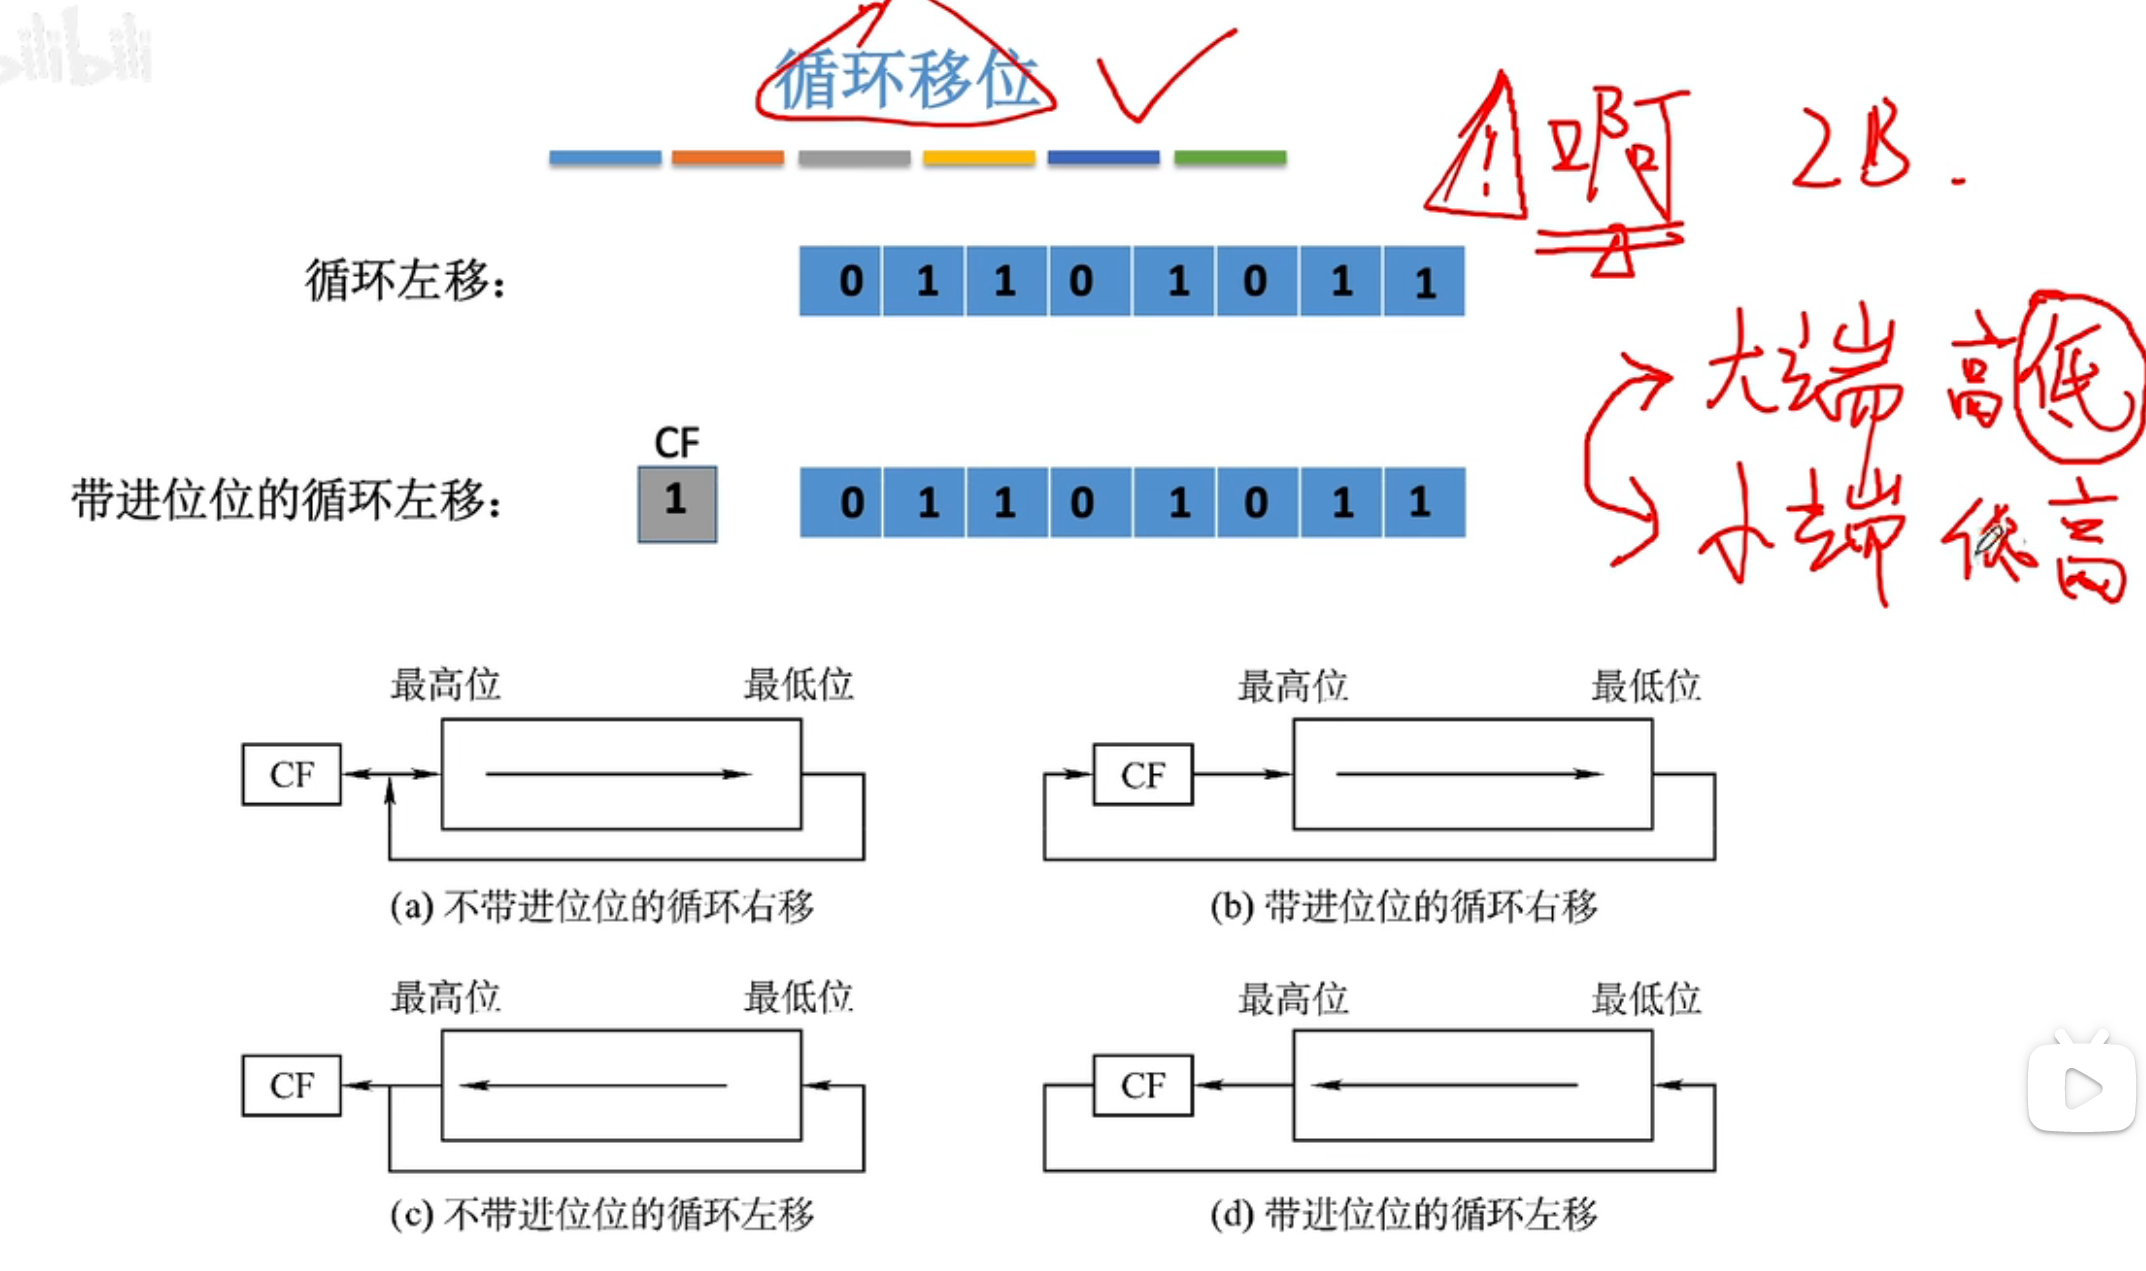 bilibili
循环移位
啊 2B.
循环左移： 0 1 1 0 1 0 1 1
大端 高低
CF
带进位位的循环左移： 1 0 1 1 0 1 0 1 1
小端 低高
最高位 最低位 最高位 最低位
CF CF
(a) 不带进位位的循环右移 (b) 带进位位的循环右移
最高位 最低位 最高位 最低位
CF CF
(c) 不带进位位的循环左移 (d) 带进位位的循环左移